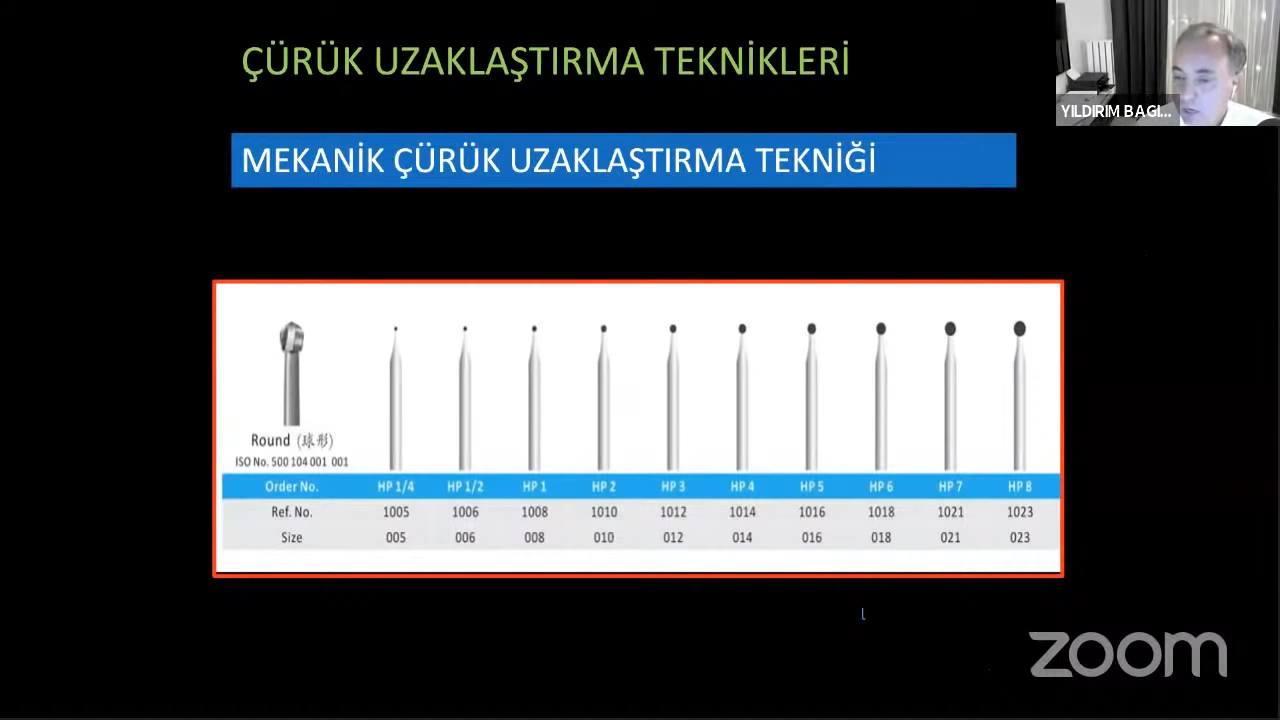 ÇÜRÜK UZAKLAŞTIRMA TEKNİKLERİ
YILDIRIM BAGI...
MEKANİK ÇÜRÜK UZAKLAŞTIRMA TEKNİĞİ
Round (球形)
ISO No. 500 104 001 001
Order No. HP 1/4 HP 1/2 HP 1 HP 2 HP 3 HP 4 HP 5 HP 6 HP 7 HP 8
Ref. No. 1005 1006 1008 1010 1012 1014 1016 1018 1021 1023
Size 005 006 008 010 012 014 016 018 021 023
zoom